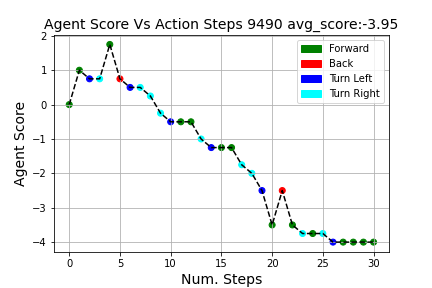 Agent Score Vs Action Steps 9490 avg_score:-3.95
Forward
Back
Turn Left
Turn Right
Agent Score
2
1
0
−1
−2
−3
−4
0 5 10 15 20 25 30
Num. Steps